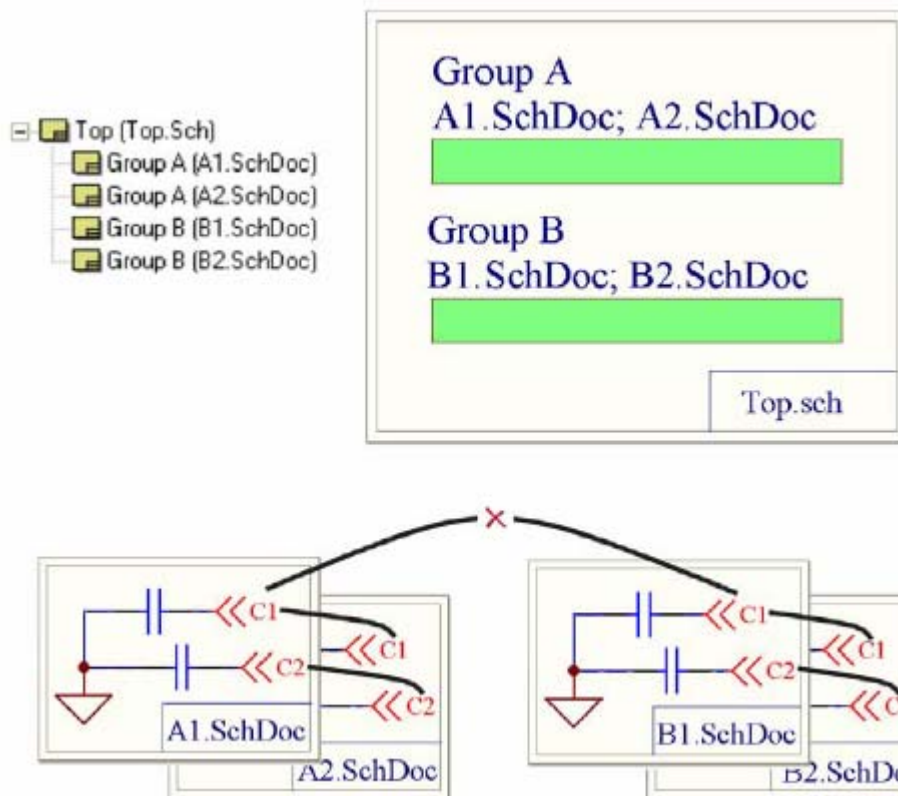 Top (Top.Sch)
Group A (A1.SchDoc)
Group A (A2.SchDoc)
Group B (B1.SchDoc)
Group B (B2.SchDoc)
Group A
A1.SchDoc; A2.SchDoc
Group B
B1.SchDoc; B2.SchDoc
Top.sch
C1
C1
C2
C2
A1.SchDoc
A2.SchDoc
C1
C1
C2
B1.SchDoc